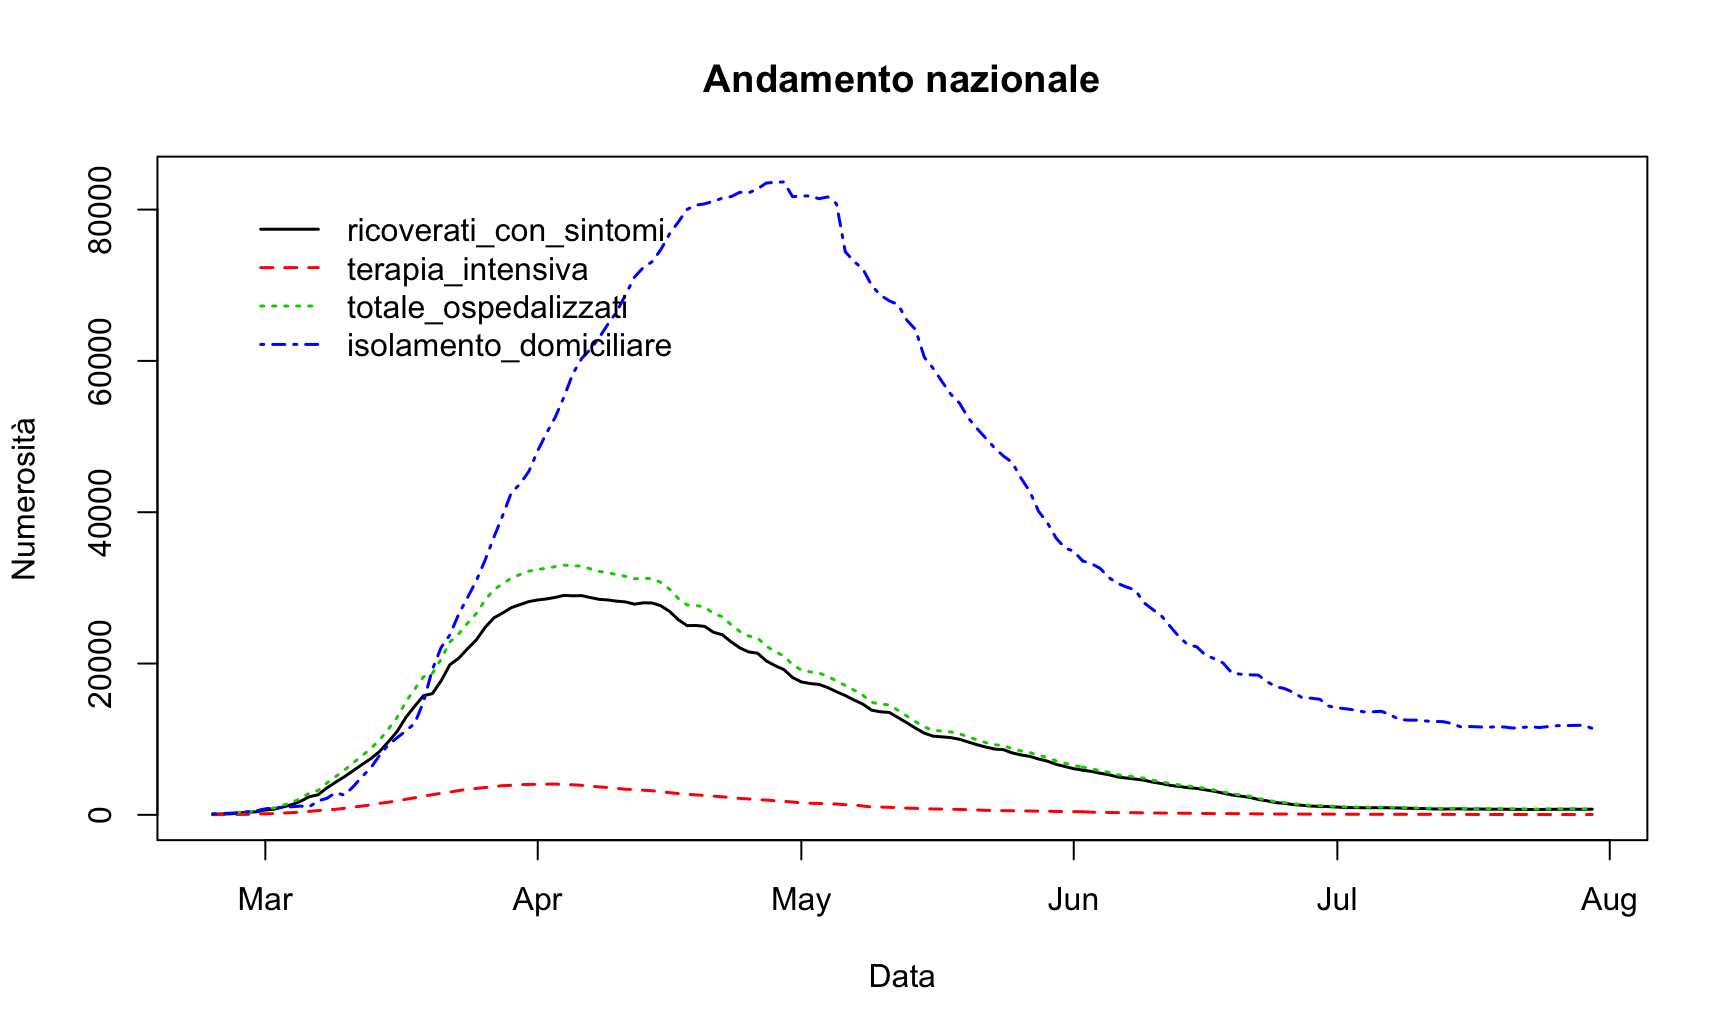 Andamento nazionale
Numerosità
80000
60000
40000
20000
0
ricoverati_con_sintomi
terapia_intensiva
totale_ospedalizzati
isolamento_domiciliare
Mar Apr May Jun Jul Aug
Data